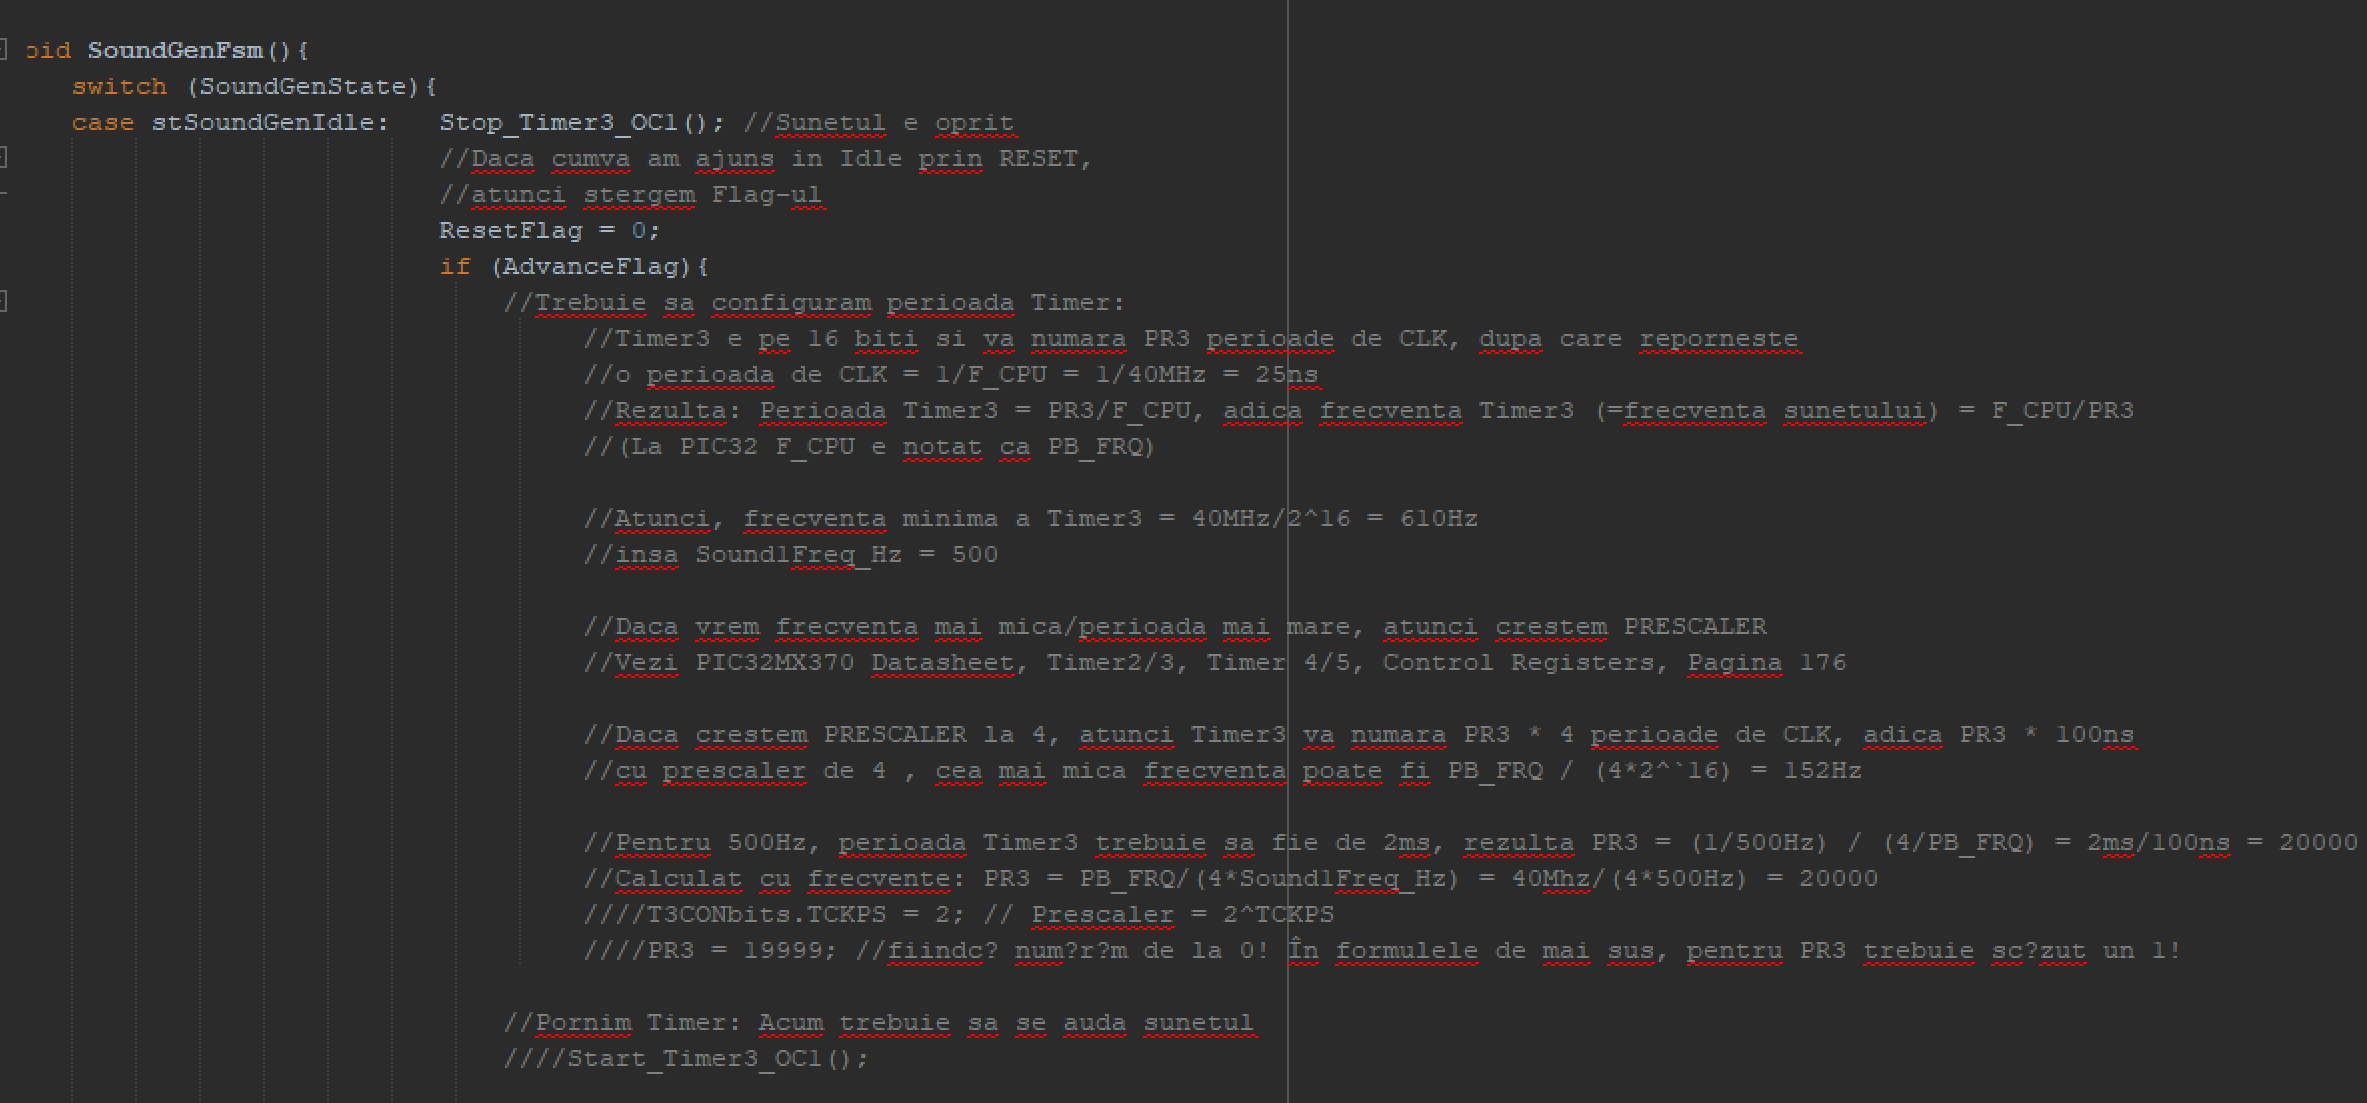 oid SoundGenFsm(){
switch (SoundGenState){
case stSoundGenIdle: Stop_Timer3_OC1(); //Sunetul e oprit
//Daca cumva am ajuns in Idle prin RESET,
//atunci stergem Flag-ul
ResetFlag = 0;
if (AdvanceFlag){
//Trebuie sa configuram perioada Timer:
//Timer3 e pe 16 biti si va numara PR3 perioade de CLK, dupa care reporneste
//o perioada de CLK = 1/F_CPU = 1/40MHz = 25ns
//Rezulta: Perioada Timer3 = PR3/F_CPU, adica frecventa Timer3 (=frecventa sunetului) = F_CPU/PR3
//(La PIC32 F_CPU e notat ca PB_FRQ)
//Atunci, frecventa minima a Timer3 = 40MHz/2^16 = 610Hz
//insa Sound1Freq_Hz = 500
//Daca vrem frecventa mai mica/perioada mai mare, atunci crestem PRESCALER
//Vezi PIC32MX370 Datasheet, Timer2/3, Timer 4/5, Control Registers, Pagina 176
//Daca crestem PRESCALER la 4, atunci Timer3 va numara PR3 * 4 perioade de CLK, adica PR3 * 100ns
//cu prescaler de 4 , cea mai mica frecventa poate fi PB_FRQ / (4*2^`16) = 152Hz
//Pentru 500Hz, perioada Timer3 trebuie sa fie de 2ms, rezulta PR3 = (1/500Hz) / (4/PB_FRQ) = 2ms/100ns = 20000
//Calculat cu frecvente: PR3 = PB_FRQ/(4*Sound1Freq_Hz) = 40Mhz/(4*500Hz) = 20000
////T3CONbits.TCKPS = 2; // Prescaler = 2^TCKPS
////PR3 = 19999; //fiindc? num?r?m de la 0! În formulele de mai sus, pentru PR3 trebuie sc?zut un 1!
//Pornim Timer: Acum trebuie sa se auda sunetul
////Start_Timer3_OC1();